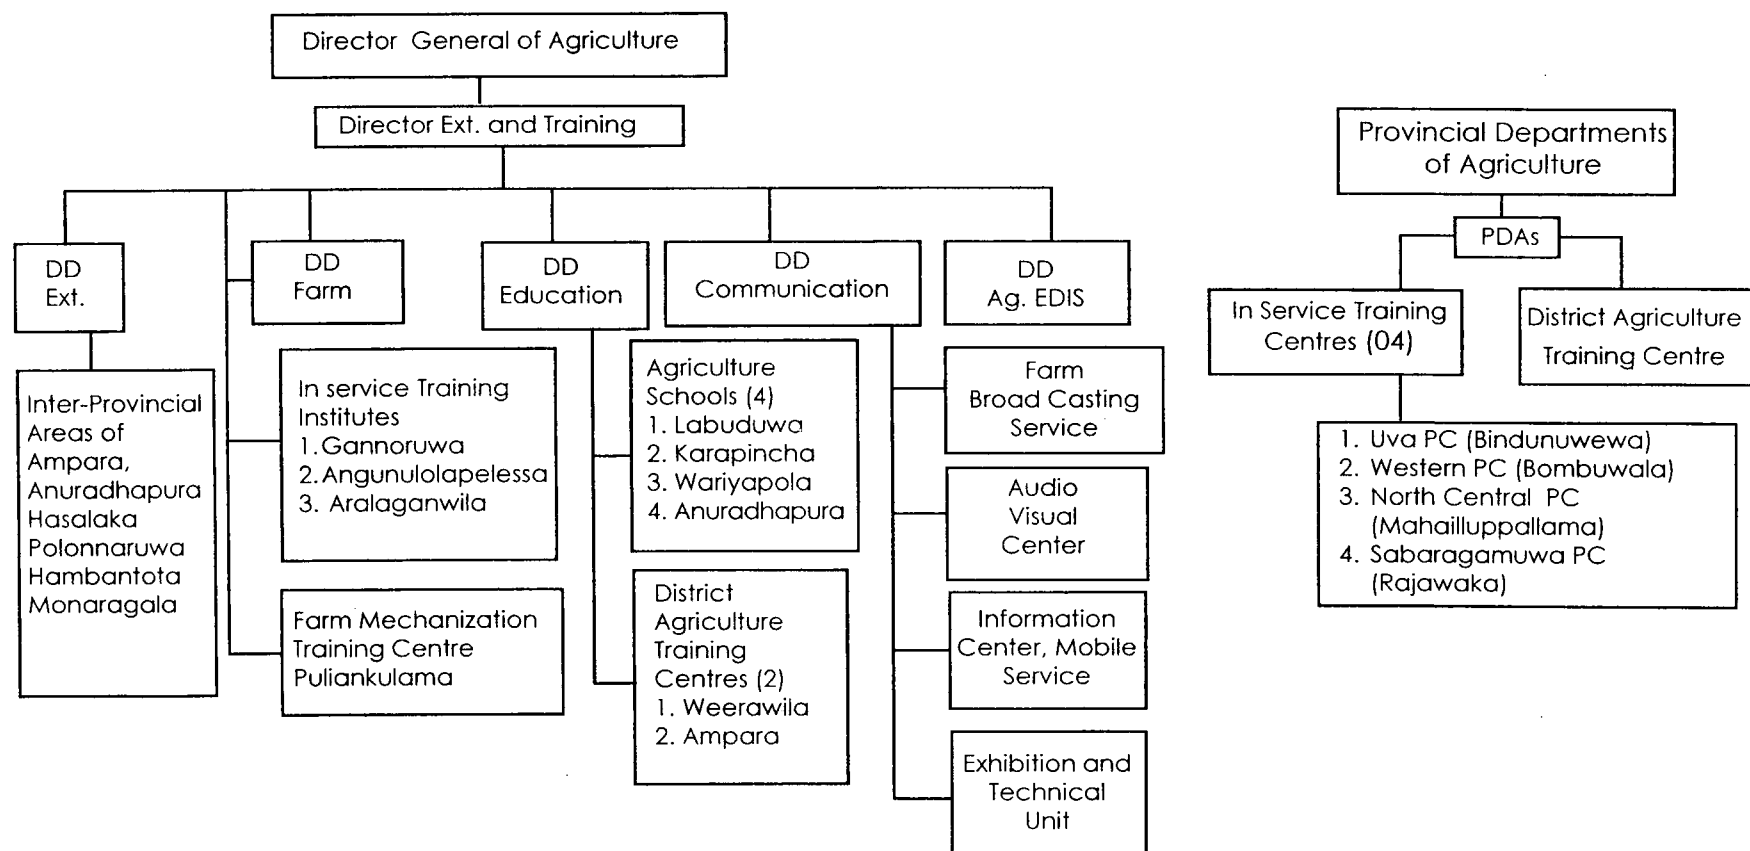 Director General of Agriculture
Director Ext. and Training
DD
Ext.
Inter-Provincial
Areas of
Ampara,
Anuradhapura
Hasalaka
Polonnaruwa
Hambantota
Monaragala
DD
Farm
In service Training
Institutes
1.Gannoruwa
2.Angunulolapelessa
3. Aralaganwila
Farm Mechanization
Training Centre
Puliankulama
DD
Education
Agriculture
Schools (4)
1. Labuduwa
2. Karapincha
3. Wariyapola
4. Anuradhapura
District
Agriculture
Training
Centres (2)
1. Weerawila
2. Ampara
DD
Communication
Farm
Broad Casting
Service
Audio
Visual
Center
Information
Center, Mobile
Service
Exhibition and
Technical
Unit
DD
Ag. EDIS
Provincial Departments
of Agriculture
PDAs
In Service Training
Centres (04)
District Agriculture
Training Centre
1. Uva PC (Bindunuwewa)
2. Western PC (Bombuwala)
3. North Central PC
(Mahailluppallama)
4. Sabaragamuwa PC
(Rajawaka)